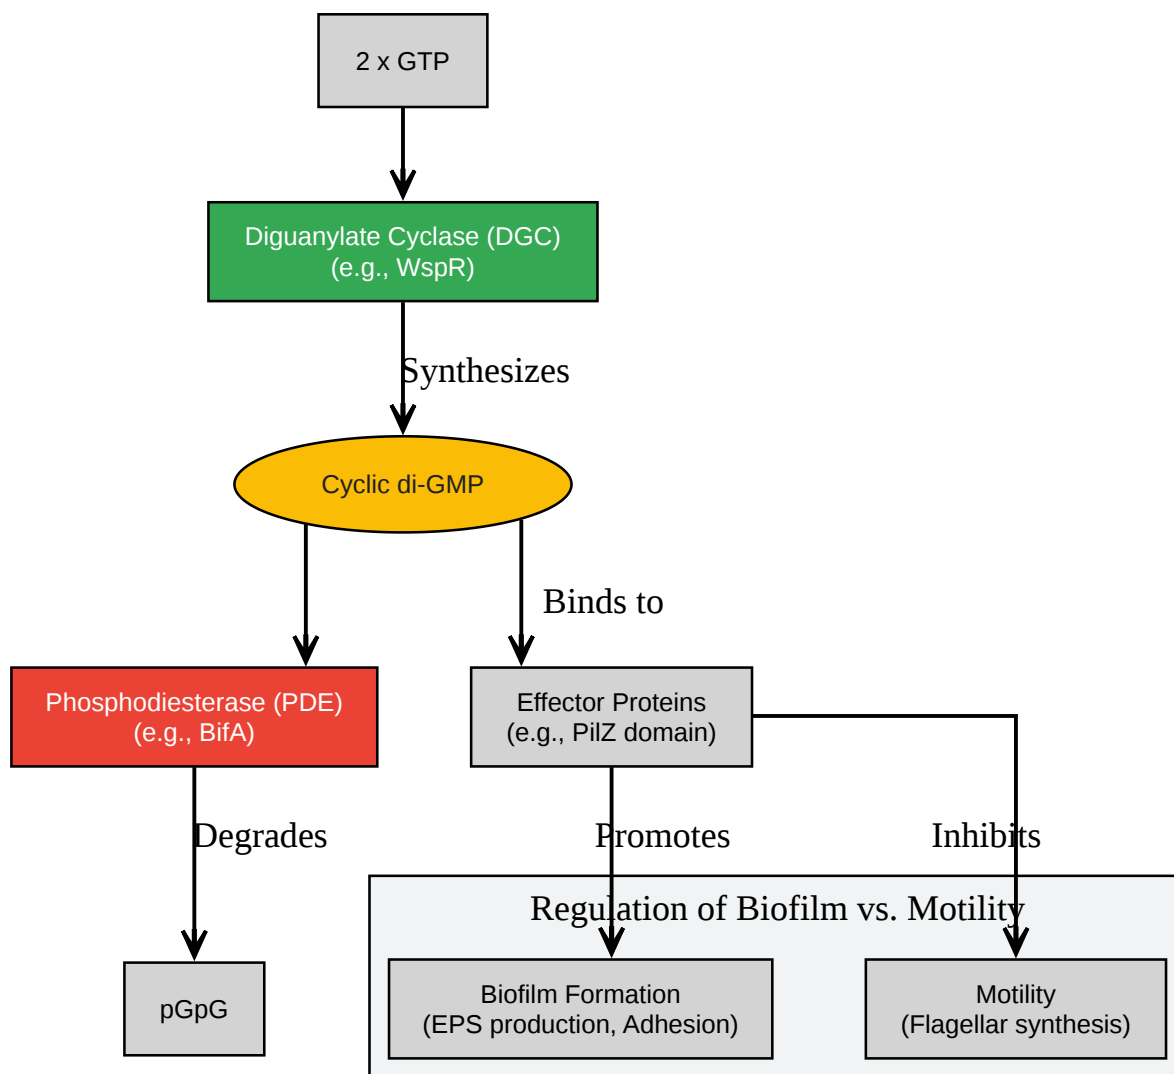 2 x GTP
Diguanylate Cyclase (DGC)
(e.g., WspR)
Synthesizes
Cyclic di-GMP
Binds to
Phosphodiesterase (PDE)
(e.g., BifA)
Effector Proteins
(e.g., PilZ domain)
Degrades
Promotes
Inhibits
Regulation of Biofilm vs. Motility
pGpG
Biofilm Formation
(EPS production, Adhesion)
Motility
(Flagellar synthesis)